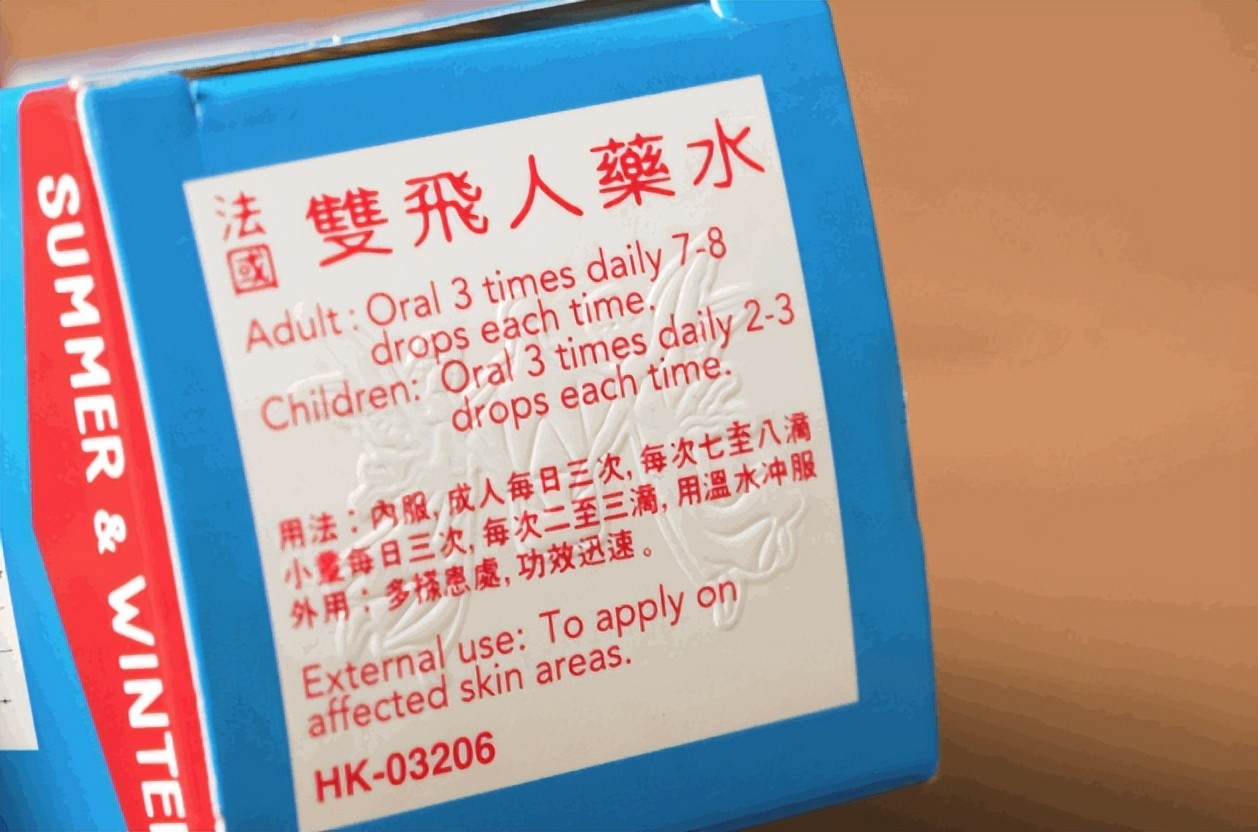 SUMMER & WINTE
法國 雙飛人藥水
Adult: Oral 3 times daily 7-8
drops each time.
Children: Oral 3 times daily 2-3
drops each time.
用法：內服, 成人每日三次, 每次七至八滴
小童每日三次, 每次二至三滴, 用溫水冲服
外用：多搽患處, 功效迅速。
External use: To apply on
affected skin areas.
HK-03206